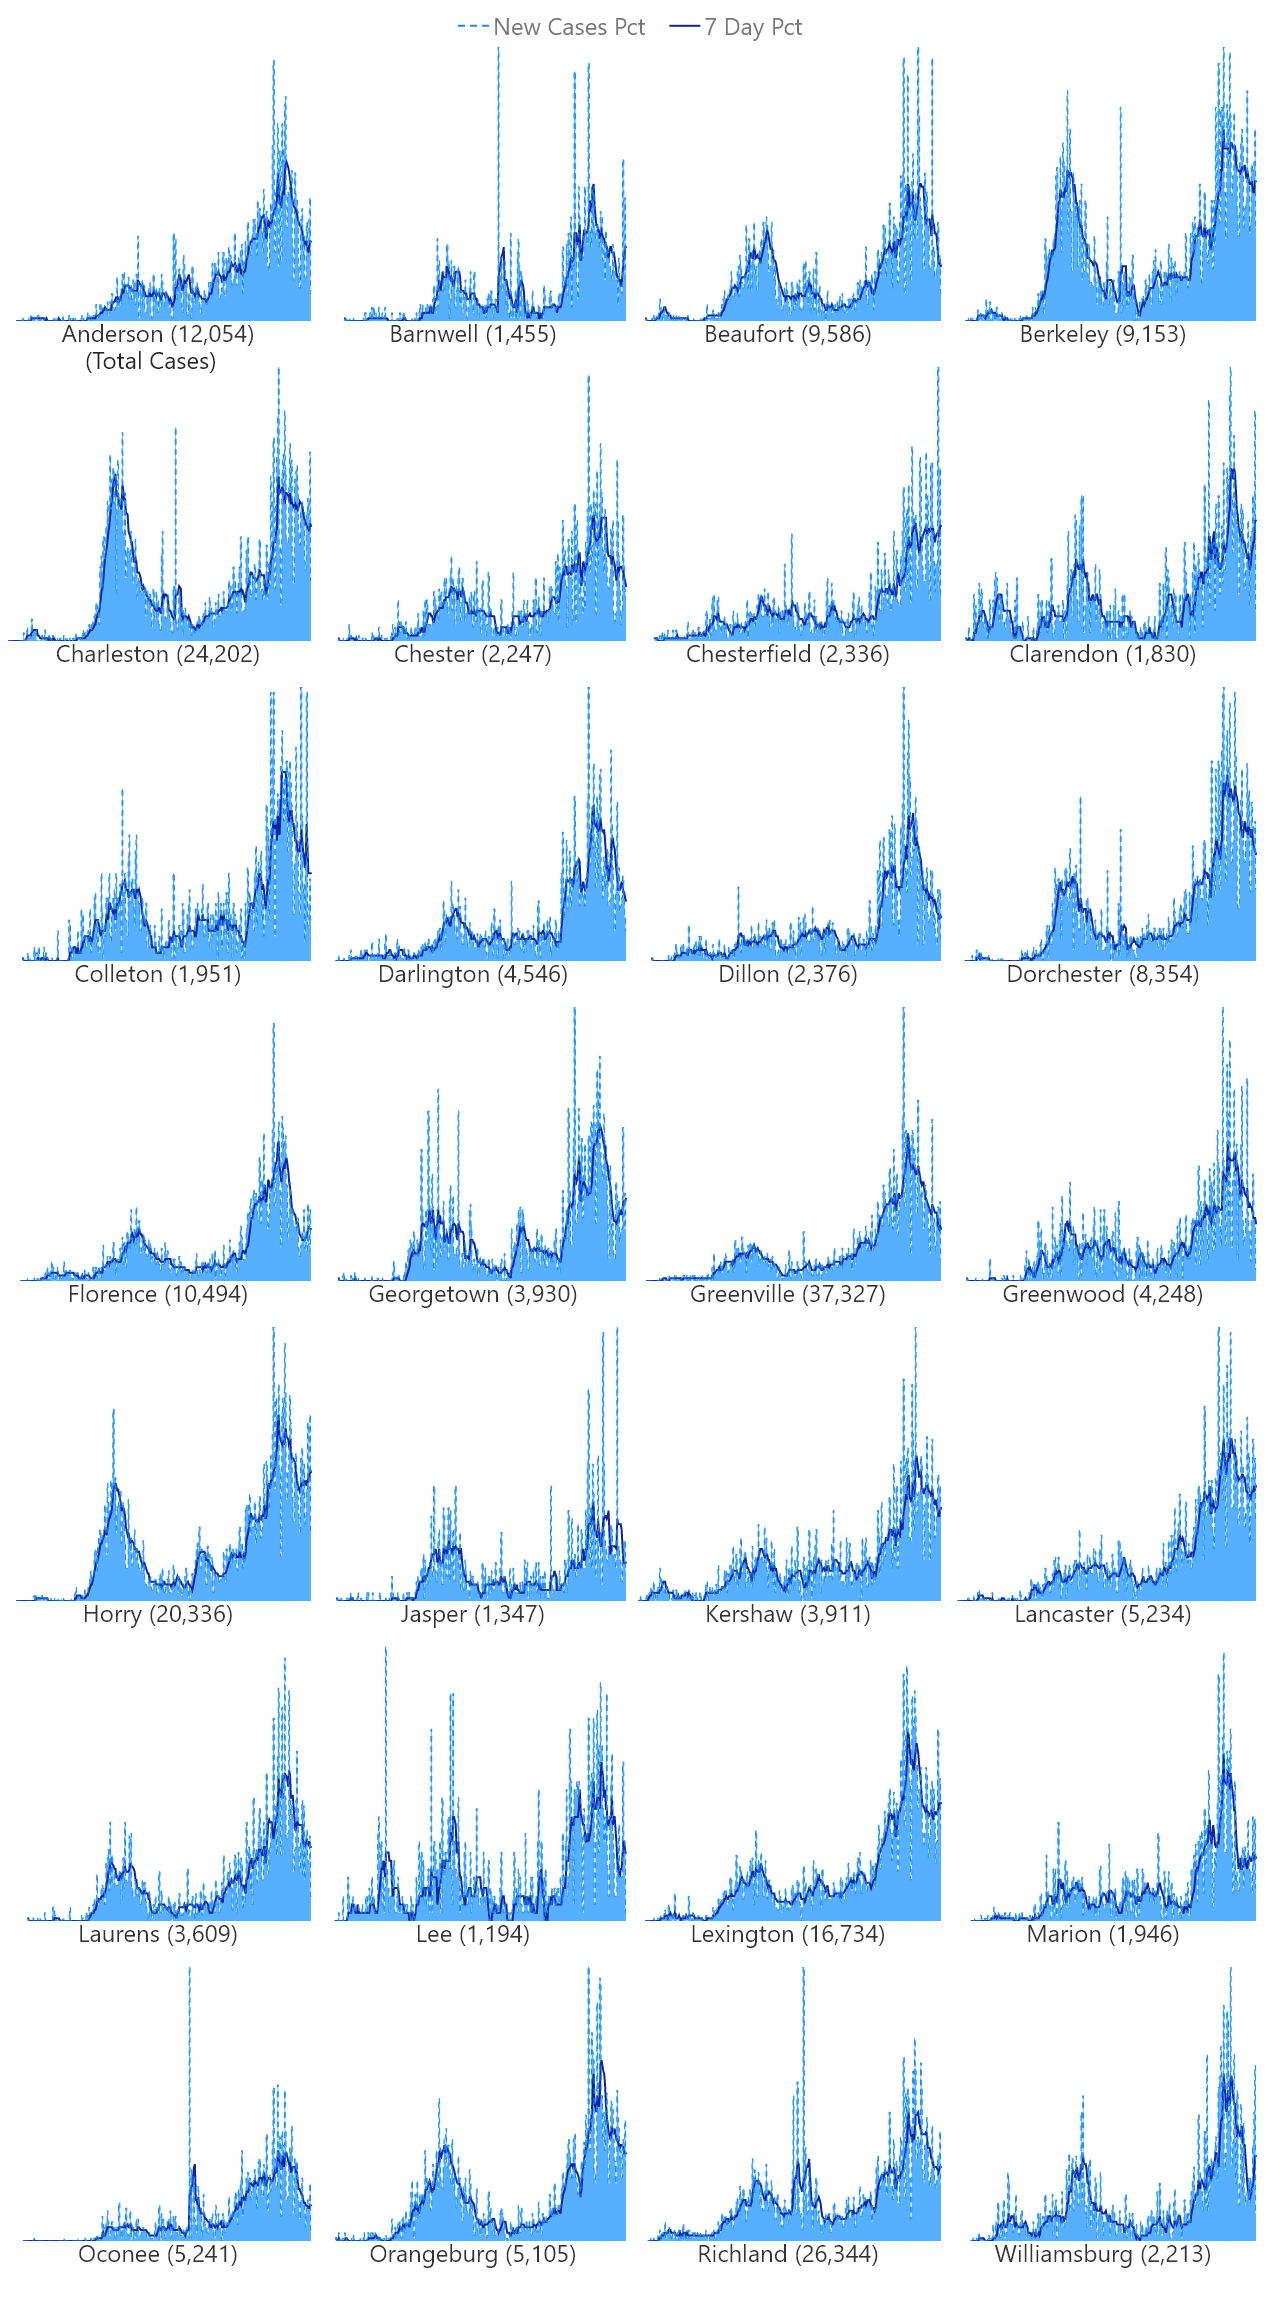 New Cases Pct 7 Day Pct
Anderson (12,054) Barnwell (1,455) Beaufort (9,586) Berkeley (9,153)
(Total Cases)
Charleston (24,202) Chester (2,247) Chesterfield (2,336) Clarendon (1,830)
Colleton (1,951) Darlington (4,546) Dillon (2,376) Dorchester (8,354)
Florence (10,494) Georgetown (3,930) Greenville (37,327) Greenwood (4,248)
Horry (20,336) Jasper (1,347) Kershaw (3,911) Lancaster (5,234)
Laurens (3,609) Lee (1,194) Lexington (16,734) Marion (1,946)
Oconee (5,241) Orangeburg (5,105) Richland (26,344) Williamsburg (2,213)